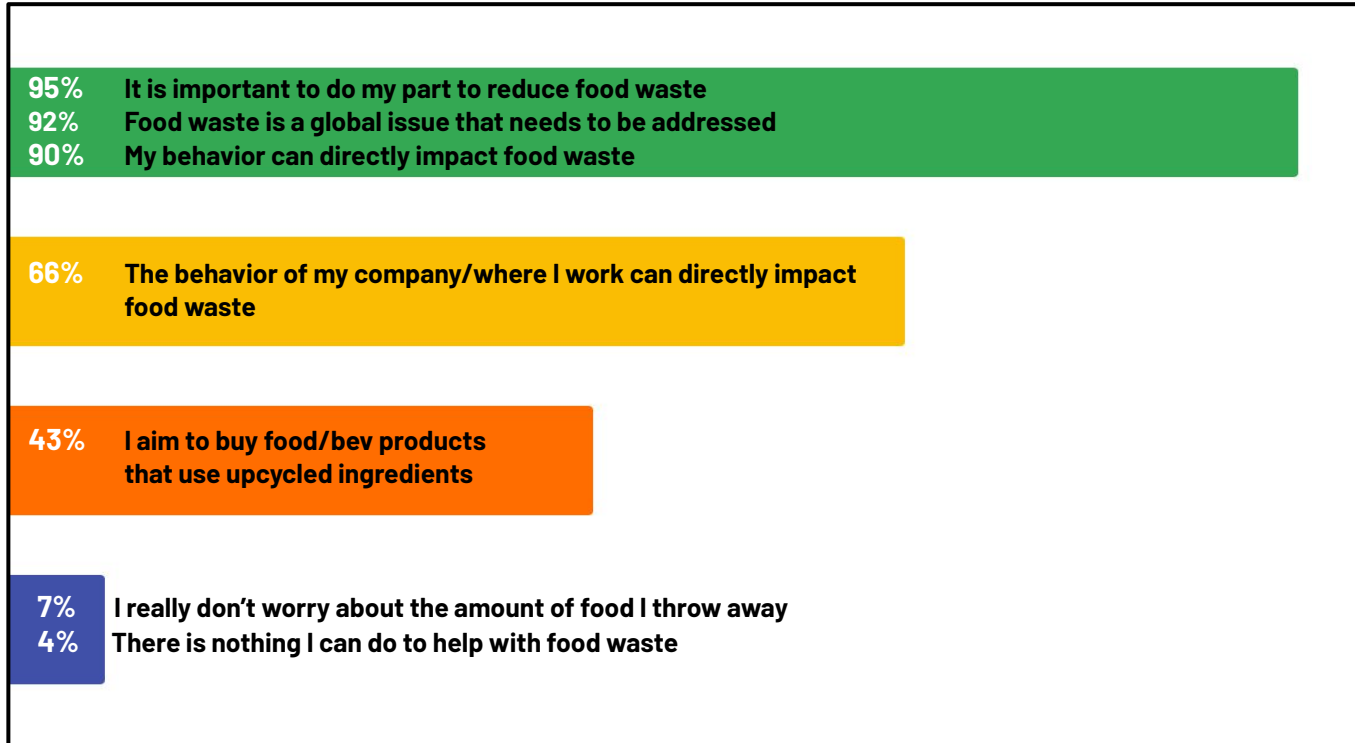 95% It is important to do my part to reduce food waste
92% Food waste is a global issue that needs to be addressed
90% My behavior can directly impact food waste
66% The behavior of my company/where I work can directly impact
food waste
43% I aim to buy food/bev products
that use upcycled ingredients
7% I really don’t worry about the amount of food I throw away
4% There is nothing I can do to help with food waste